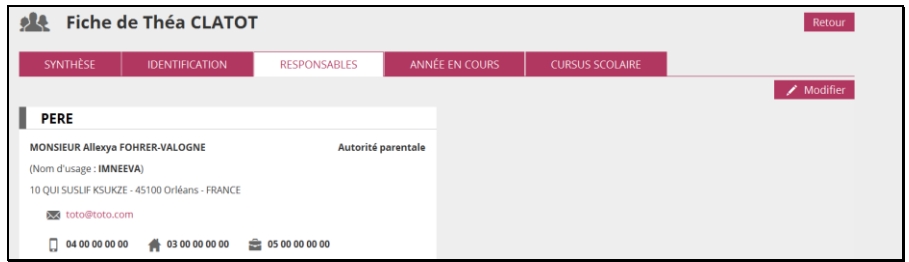 Fiche de Théa CLATOT
Retour
SYNTHÈSE IDENTIFICATION RESPONSABLES ANNÉE EN COURS CURSUS SCOLAIRE
Modifier
PERE
MONSIEUR Allexya FOHRER-VALOGNE Autorité parentale
(Nom d'usage : IMNEEVA)
10 QUI SUSLIF KSUKZE - 45100 Orléans - FRANCE
toto@toto.com
04 00 00 00 00 03 00 00 00 00 05 00 00 00 00